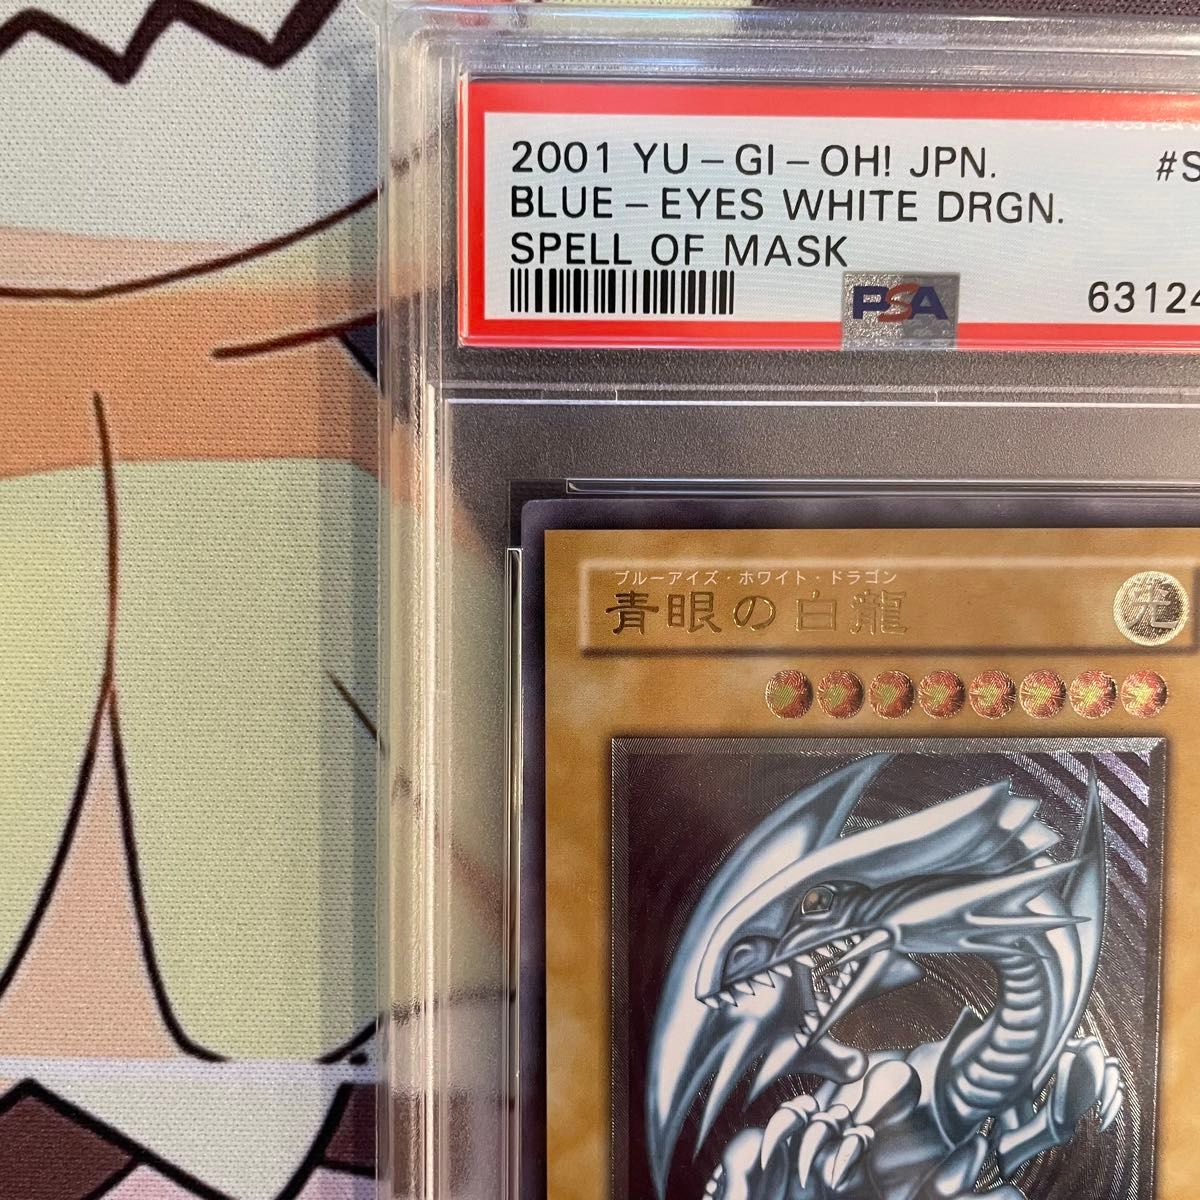 2001 YU-GI-OH! JPN. #S
BLUE-EYES WHITE DRGN.
SPELL OF MASK
PSA 63124
ブルーアイズ・ホワイト・ドラゴン
青眼の白龍 光